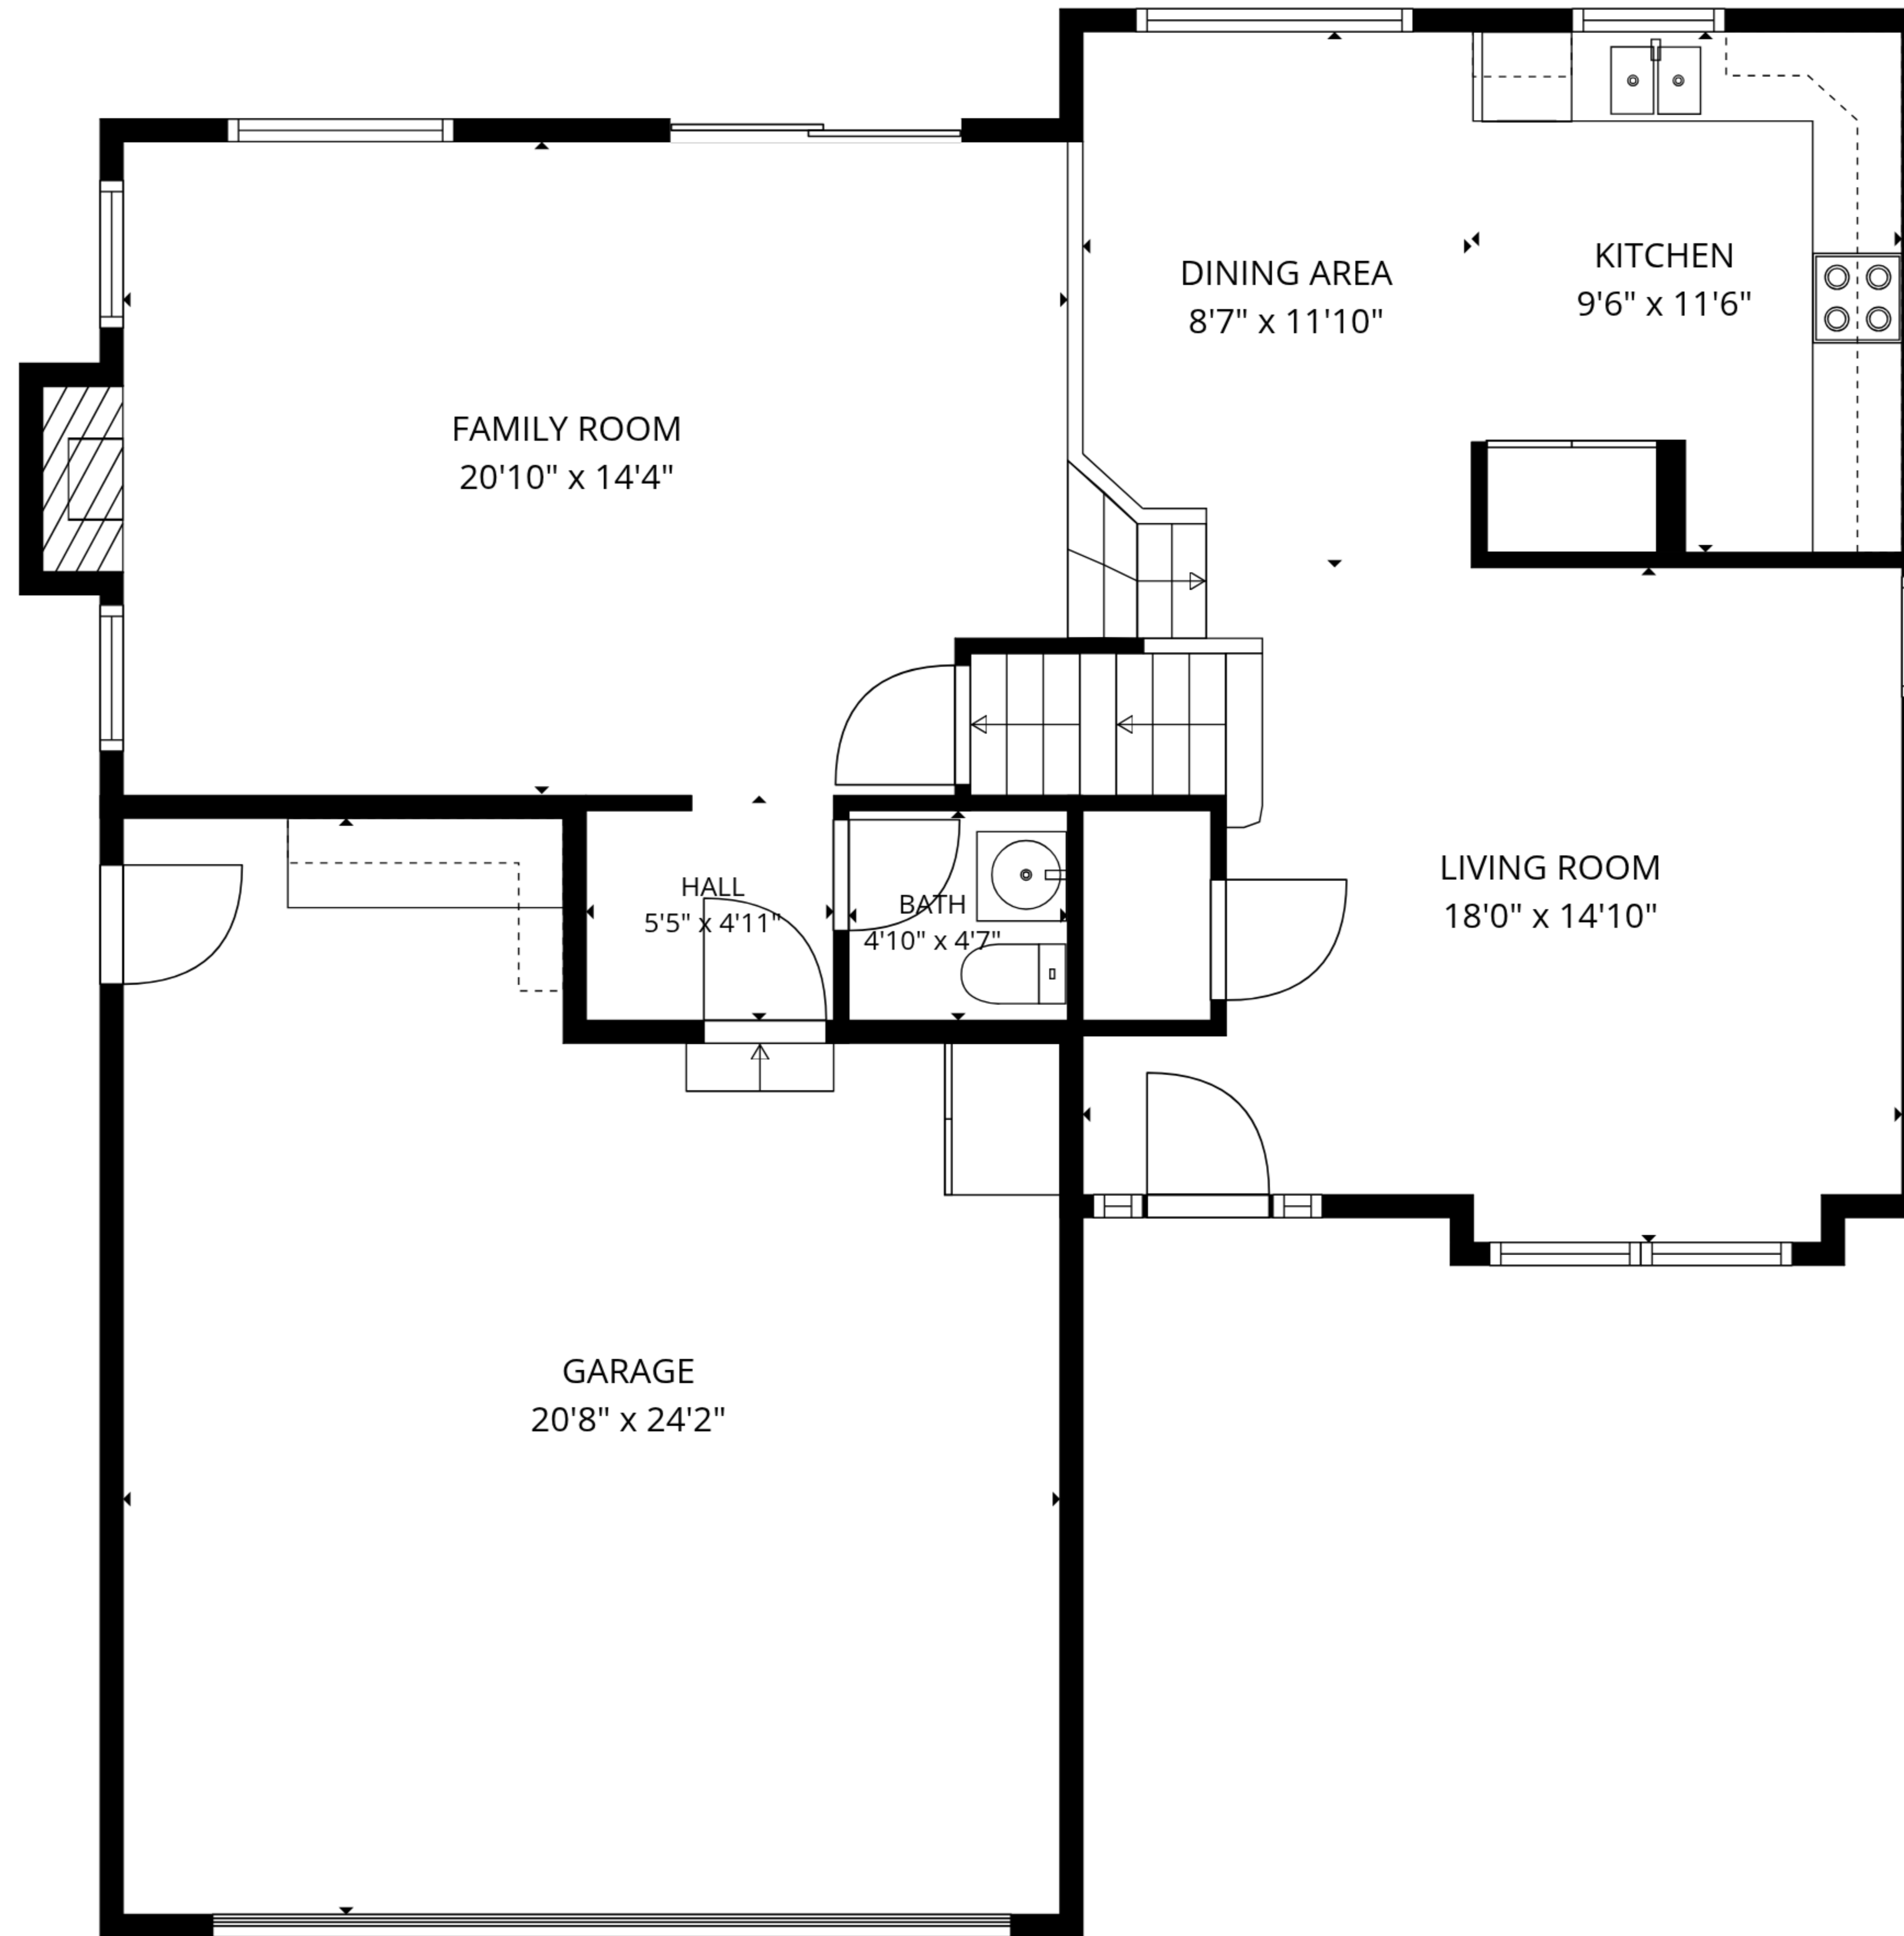 KITCHEN
9'6" x 11'6"
DINING AREA
8'7" x 11'10"
FAMILY ROOM
20'10" x 14'4"
LIVING ROOM
18'0" x 14'10"
HALL
5'5" x 4'11"
BATH
4'10" x 4'7"
GARAGE
20'8" x 24'2"